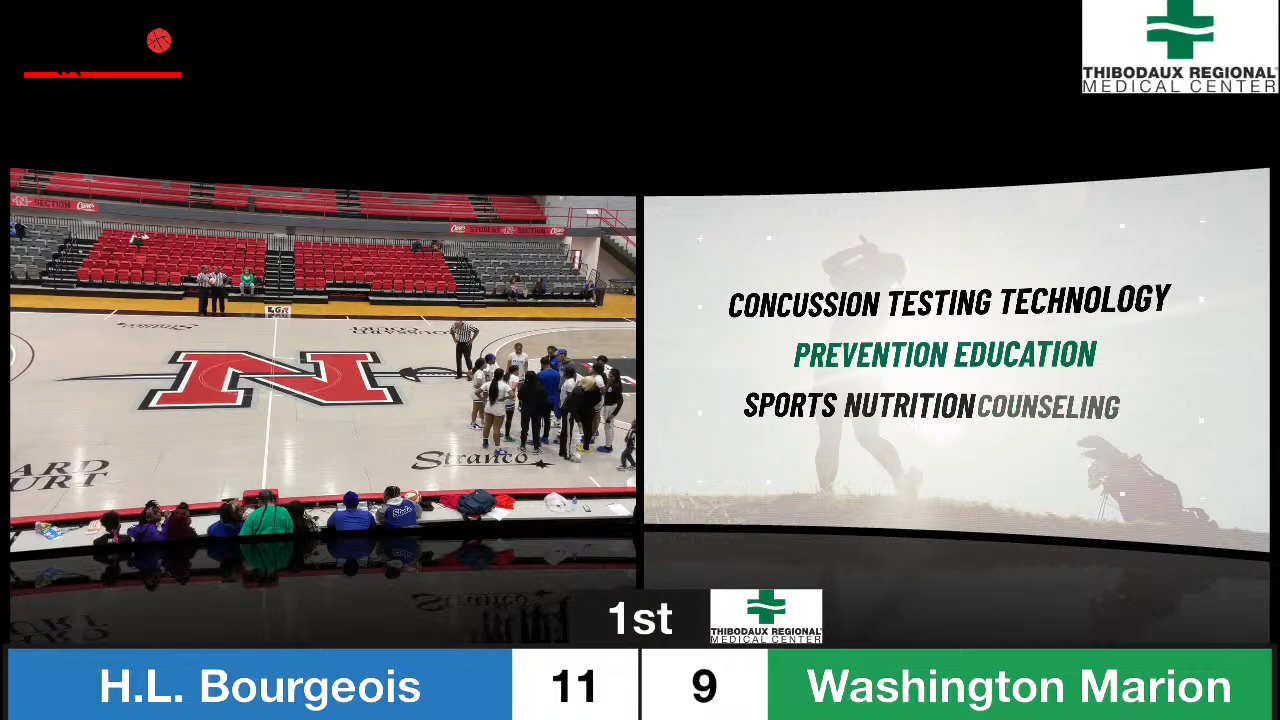 THIBODAUX REGIONAL
MEDICAL CENTER
SECTION
STUDENT SECTION
N
Stranco
CONCUSSION TESTING TECHNOLOGY
PREVENTION EDUCATION
SPORTS NUTRITION COUNSELING
1st
THIBODAUX REGIONAL
MEDICAL CENTER
H.L. Bourgeois 11 9 Washington Marion